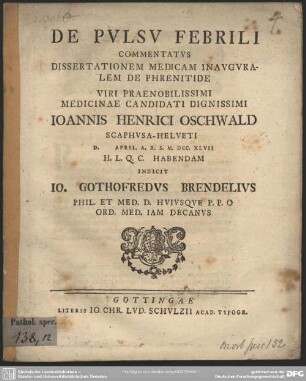 DE PVLSV FEBRILI
COMMENTATVS
DISSERTATIONEM MEDICAM INAVGVRA-
LEM DE PHRENITIDE
VIRI PRAENOBILISSIMI
MEDICINAE CANDIDATI DIGNISSIMI
IOANNIS HENRICI OSCHWALD
SCAPHVSA-HELVETI
D. APRIL. A. R. S. M. DCC. XLVII
H. L. Q. C. HABENDAM
INDICIT
IO. GOTHOFREDVS BRENDELIVS
PHIL. ET MED. D. HVIVSQVE P. P. O
ORD. MED. IAM DECANVS
GOTTINGAE
LITERIS IO. CHR. LVD. SCHVLZII ACAD. TYPOGR.
Pathol. spec.
438,12